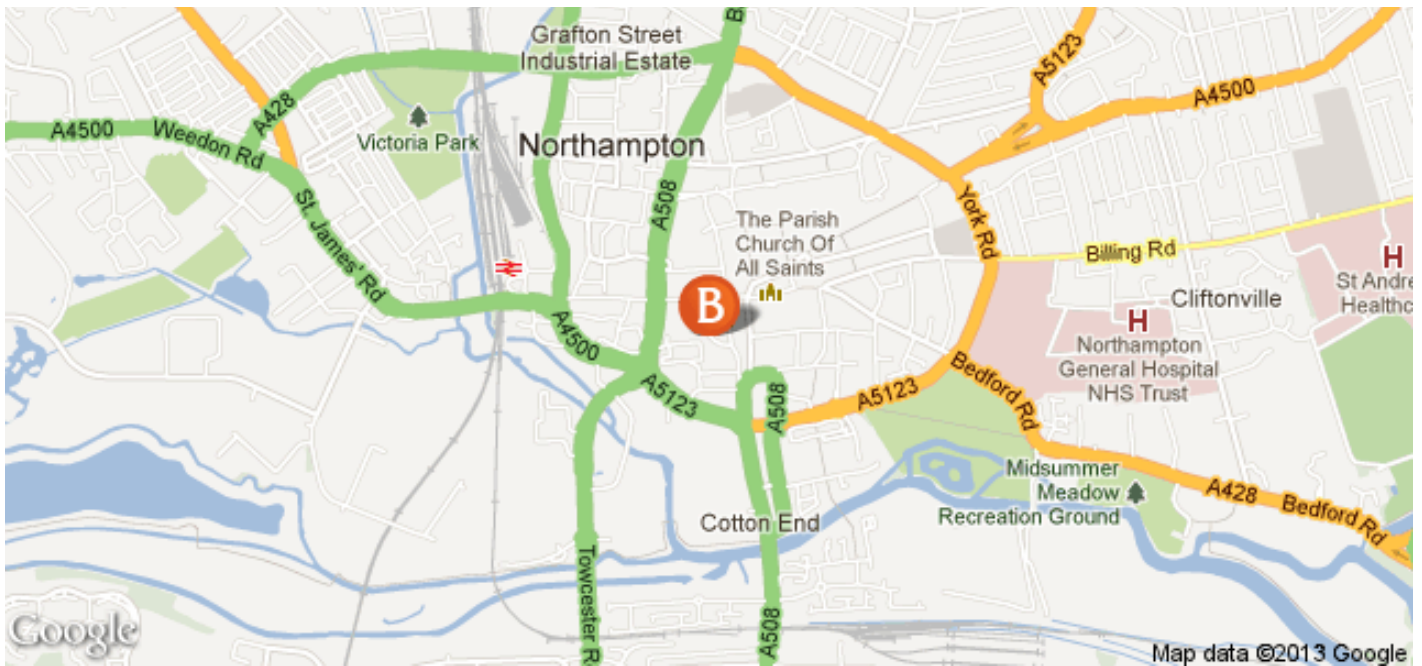 Grafton Street
Industrial Estate
B
A5123
A4500
A428
A4500
Weedon Rd
Victoria Park
Northampton
A508
St. James' Rd
The Parish
Church Of
All Saints
York Rd
Billing Rd
H
St Andre
Healthc
Cliftonville
B
H
Northampton
General Hospital
NHS Trust
A4500
A5123
A508
A5123
Bedford Rd
Midsummer
Meadow
Recreation Ground
A428
Bedford Rd
Cotton End
Towcester R
A508
Google
Map data ©2013 Google